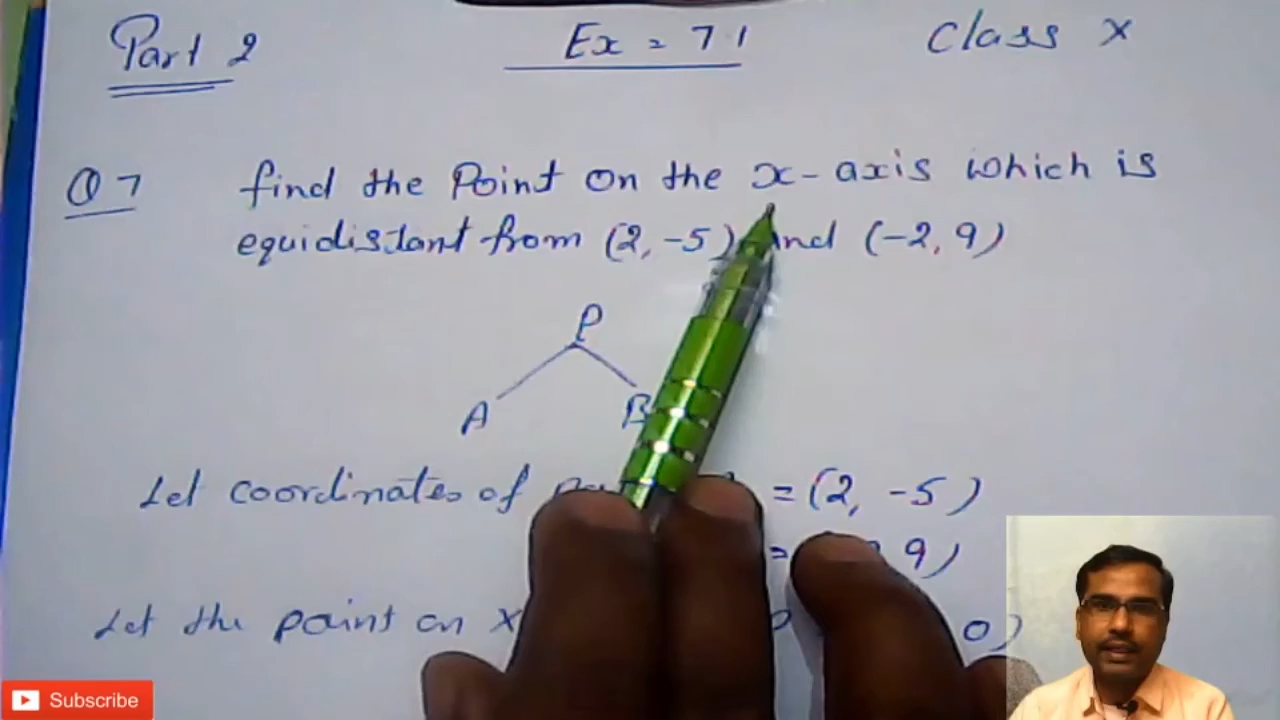 Part 2 Ex = 7.1 Class X
Q 7 find the Point on the x-axis which is
equidistant from (2, -5) and (-2, 9)
P
A B
Let coordinates of = (2, -5)
= 9)
Let the point on X 0)
Subscribe